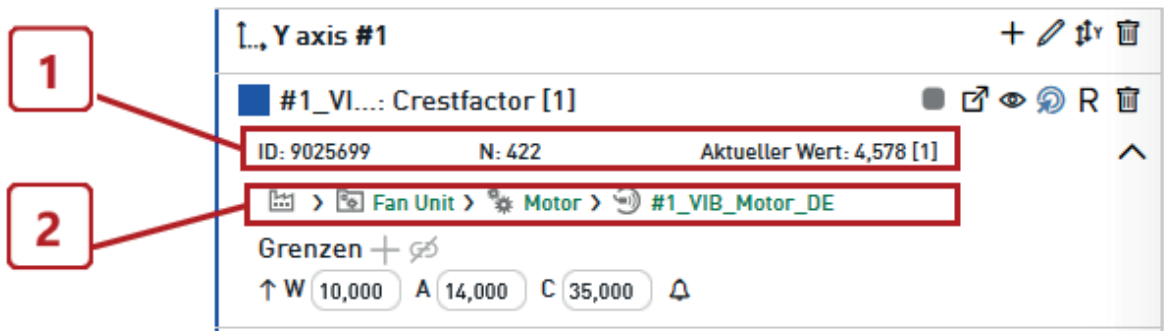 Y axis #1
1
#1_VI...: Crestfactor [1] R
ID: 9025699 N: 422 Aktueller Wert: 4,578 [1]
2
Fan Unit > Motor > #1_VIB_Motor_DE
Grenzen
↑ W 10,000 A 14,000 C 35,000